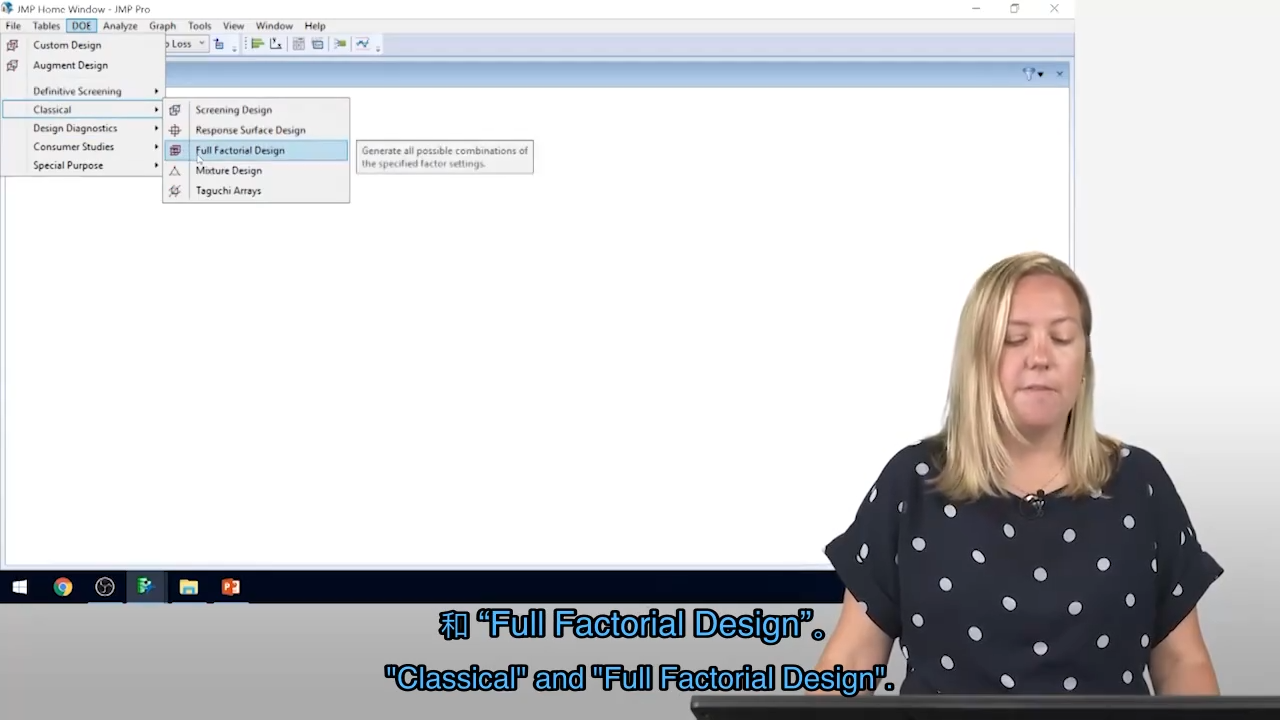 JMP Home Window - JMP Pro
File Tables DOE Analyze Graph Tools View Window Help
Loss
Custom Design
Augment Design
Definitive Screening
Classical
Design Diagnostics
Consumer Studies
Special Purpose
Screening Design
Response Surface Design
Full Factorial Design
Mixture Design
Taguchi Arrays
Generate all possible combinations of
the specified factor settings.
和 “Full Factorial Design”。
"Classical" and "Full Factorial Design".